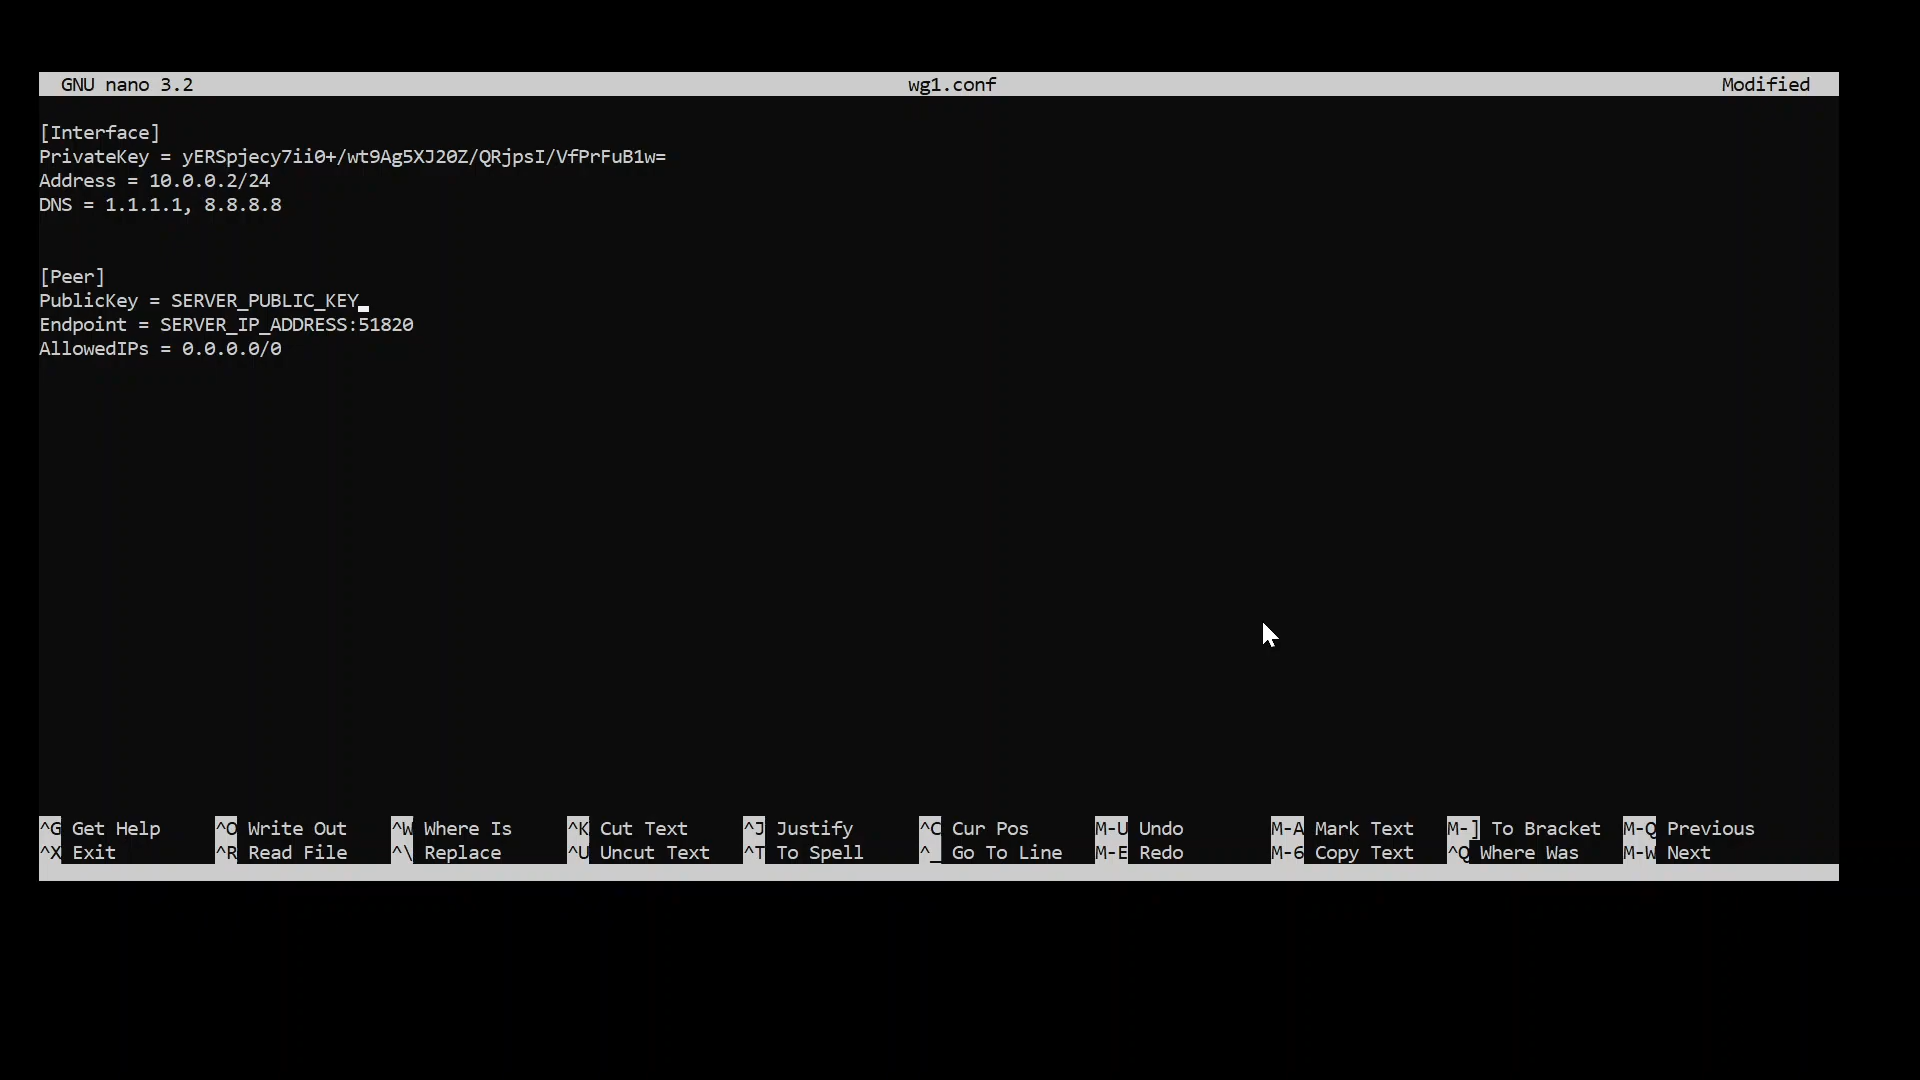 GNU nano 3.2 wg1.conf Modified
[Interface]
PrivateKey = yERSpjecy7ii0+/wt9Ag5XJ20Z/QRjpsI/VfPrFuB1w=
Address = 10.0.0.2/24
DNS = 1.1.1.1, 8.8.8.8
[Peer]
PublicKey = SERVER_PUBLIC_KEY
Endpoint = SERVER_IP_ADDRESS:51820
AllowedIPs = 0.0.0.0/0
^G Get Help ^O Write Out ^W Where Is ^K Cut Text ^J Justify ^C Cur Pos M-U Undo M-A Mark Text M-] To Bracket M-Q Previous
^X Exit ^R Read File ^\ Replace ^U Uncut Text ^T To Spell ^_ Go To Line M-E Redo M-6 Copy Text ^Q Where Was M-W Next